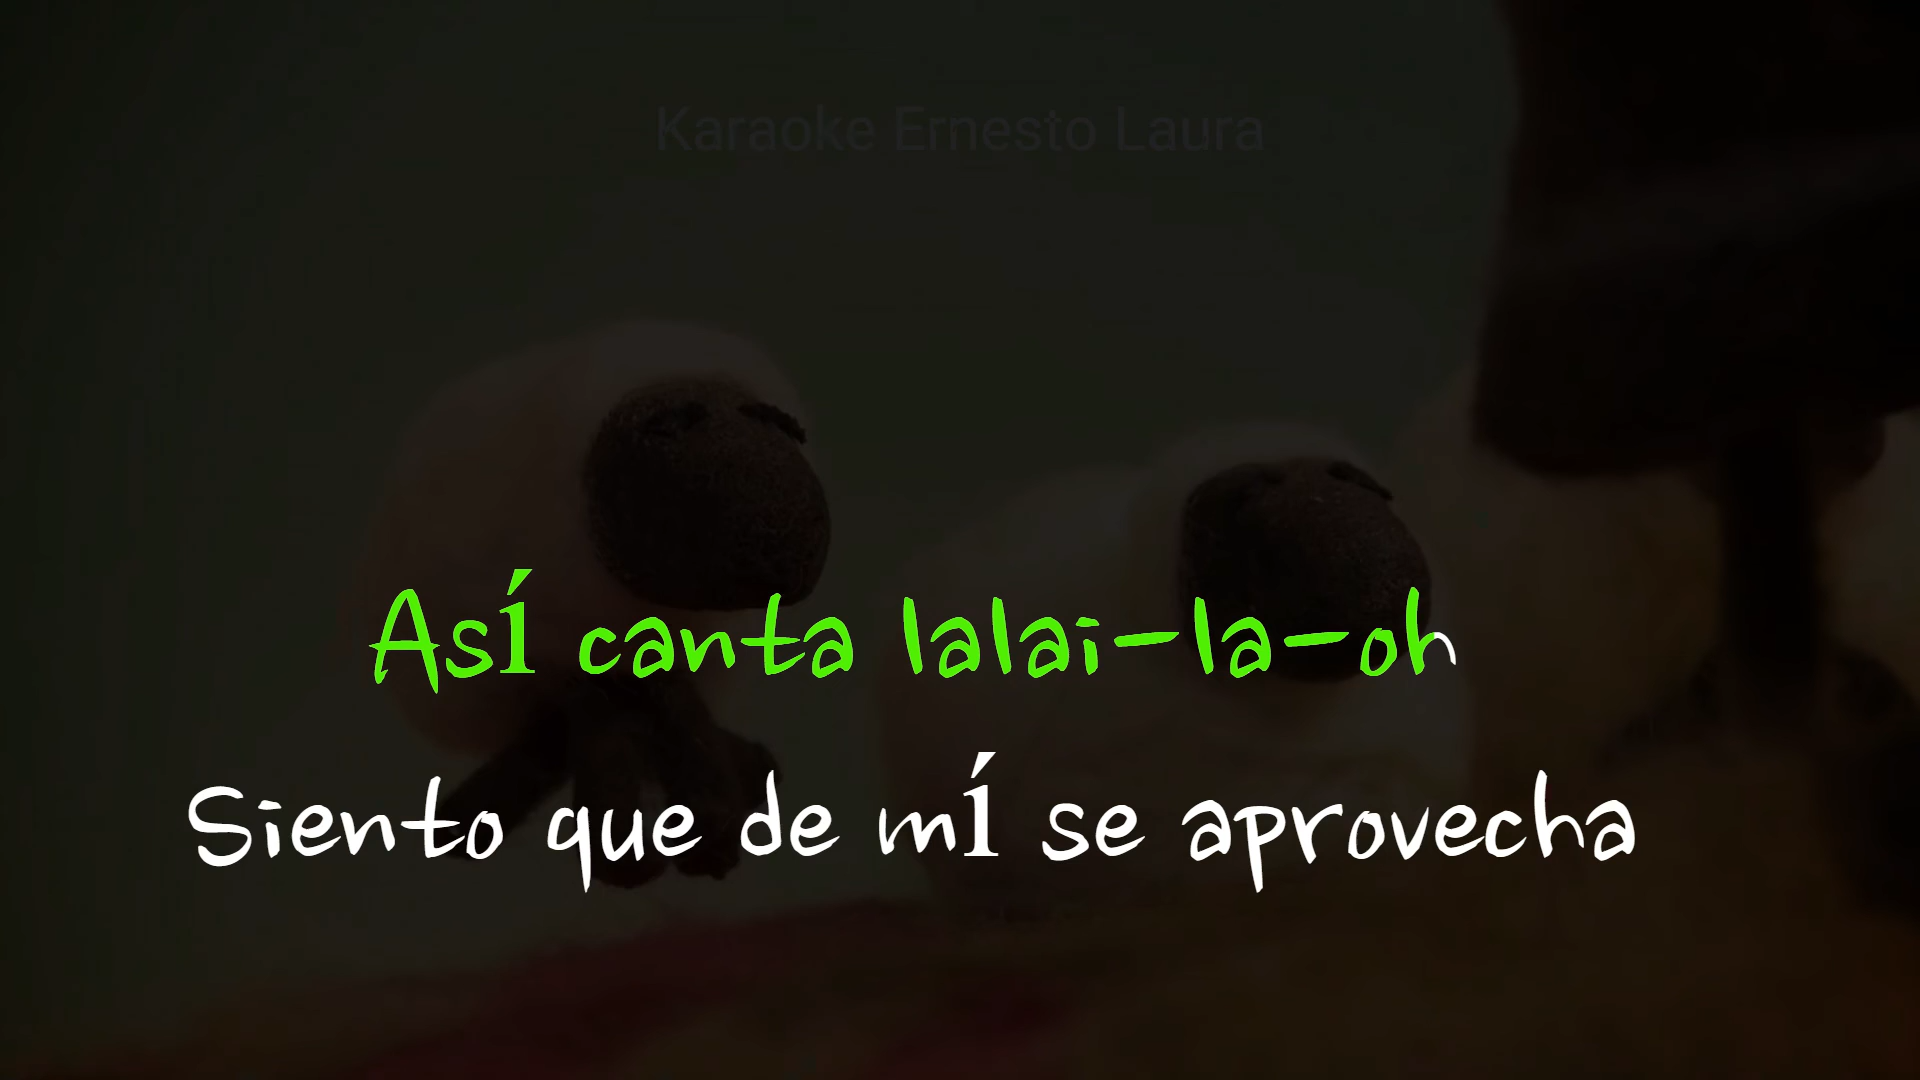 Karaoke Ernesto Laura
Así canta lalai-la-oh
Siento que de mí se aprovecha